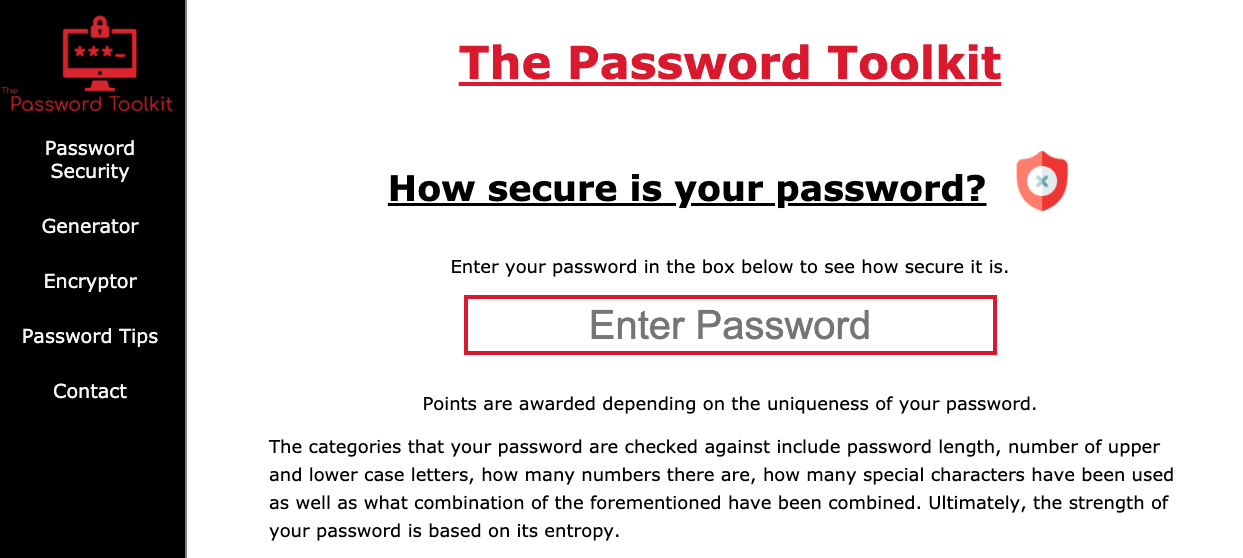 ***_
The
Password Toolkit
Password
Security
Generator
Encryptor
Password Tips
Contact
The Password Toolkit
How secure is your password?
Enter your password in the box below to see how secure it is.
Enter Password
Points are awarded depending on the uniqueness of your password.
The categories that your password are checked against include password length, number of upper
and lower case letters, how many numbers there are, how many special characters have been used
as well as what combination of the forementioned have been combined. Ultimately, the strength of
your password is based on its entropy.